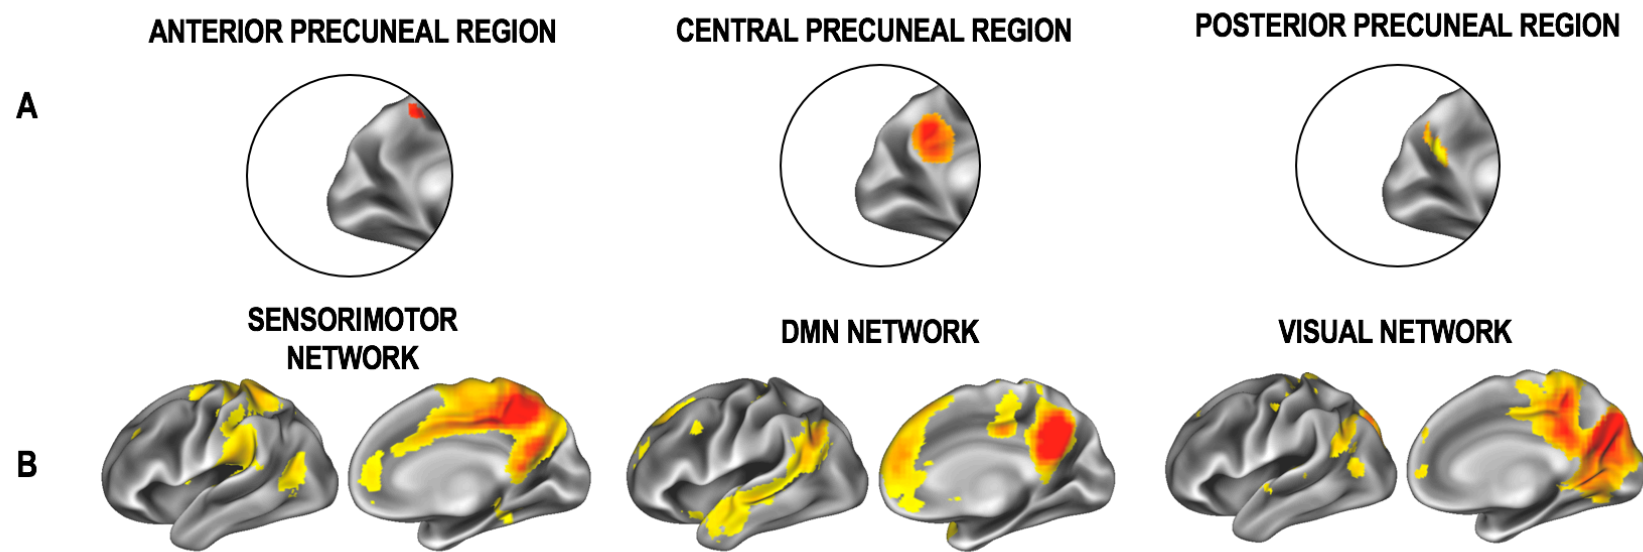 ANTERIOR PRECUNEAL REGION
CENTRAL PRECUNEAL REGION
POSTERIOR PRECUNEAL REGION
A
SENSORIMOTOR
NETWORK
DMN NETWORK
VISUAL NETWORK
B